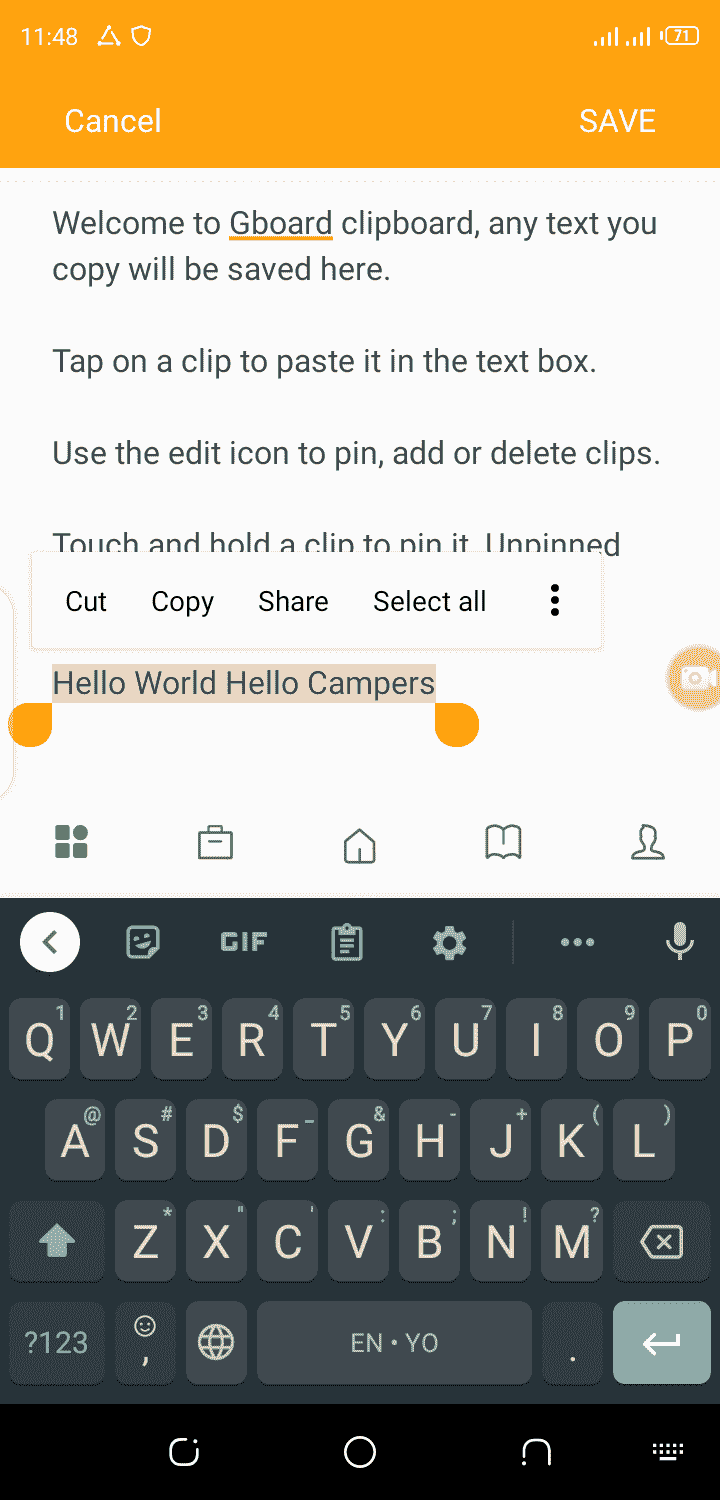 11:48 71
Cancel SAVE
Welcome to Gboard clipboard, any text you
copy will be saved here.
Tap on a clip to paste it in the text box.
Use the edit icon to pin, add or delete clips.
Touch and hold a clip to pin it. Unpinned
Cut Copy Share Select all
Hello World Hello Campers
GIF
1 2 3 4 5 6 7 8 9 0
Q W E R T Y U I O P
@ # $ _ & - + ( )
A S D F G H J K L
* " ' : ; ! ?
Z X C V B N M
?123 , EN • YO .